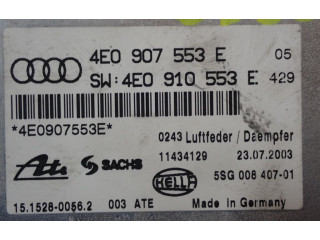 4E0 907 553 E 05
SW:4E0 910 553 E 429
*4E0907553E*
0243 Luftfeder / Daempfer
11434129 23.07.2003
Ate SACHS HELLA
5SG 008 407-01
15.1528-0056.2 003 ATE Made in Germany